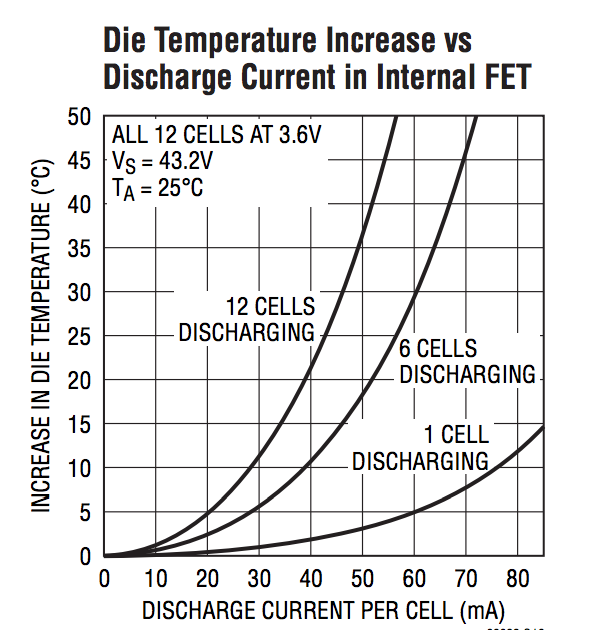 Die Temperature Increase vs
Discharge Current in Internal FET
INCREASE IN DIE TEMPERATURE (°C)
50
45
40
35
30
25
20
15
10
5
0
ALL 12 CELLS AT 3.6V
VS = 43.2V
TA = 25°C
12 CELLS
DISCHARGING
6 CELLS
DISCHARGING
1 CELL
DISCHARGING
0 10 20 30 40 50 60 70 80
DISCHARGE CURRENT PER CELL (mA)